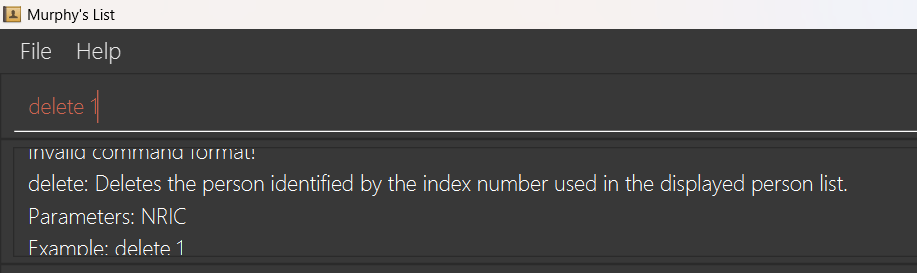 Murphy's List
File Help
delete 1
Invalid command format!
delete: Deletes the person identified by the index number used in the displayed person list.
Parameters: NRIC
Example: delete 1